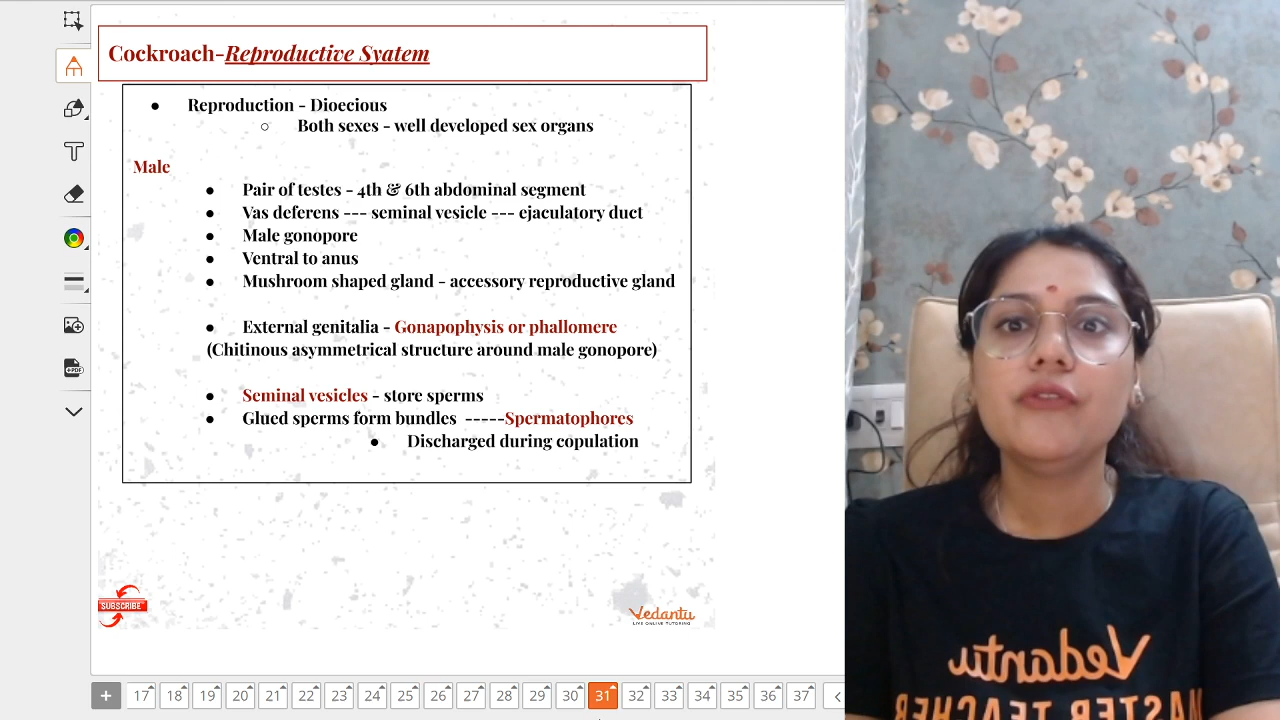 Cockroach-Reproductive Syatem
Reproduction - Dioecious
Both sexes - well developed sex organs
Male
Pair of testes - 4th & 6th abdominal segment
Vas deferens --- seminal vesicle --- ejaculatory duct
Male gonopore
Ventral to anus
Mushroom shaped gland - accessory reproductive gland
External genitalia - Gonapophysis or phallomere
(Chitinous asymmetrical structure around male gonopore)
Seminal vesicles - store sperms
Glued sperms form bundles -----Spermatophores
Discharged during copulation
SUBSCRIBE
Vedantu
LIVE ONLINE TUTORING
17 18 19 20 21 22 23 24 25 26 27 28 29 30 31 32 33 34 35 36 37
Vedantu
MASTER TEACHER